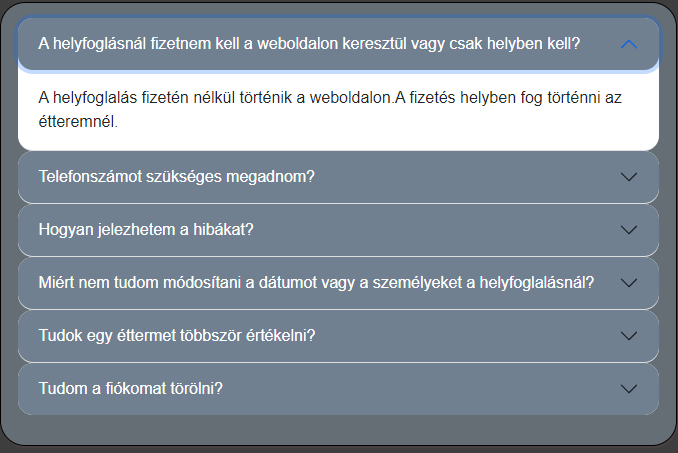 A helyfoglásnál fizetnem kell a weboldalon keresztül vagy csak helyben kell?
A helyfoglalás fizetén nélkül történik a weboldalon.A fizetés helyben fog történni az
étteremnél.
Telefonszámot szükséges megadnom?
Hogyan jelezhetem a hibákat?
Miért nem tudom módosítani a dátumot vagy a személyeket a helyfoglalásnál?
Tudok egy éttermet többször értékelni?
Tudom a fiókomat törölni?